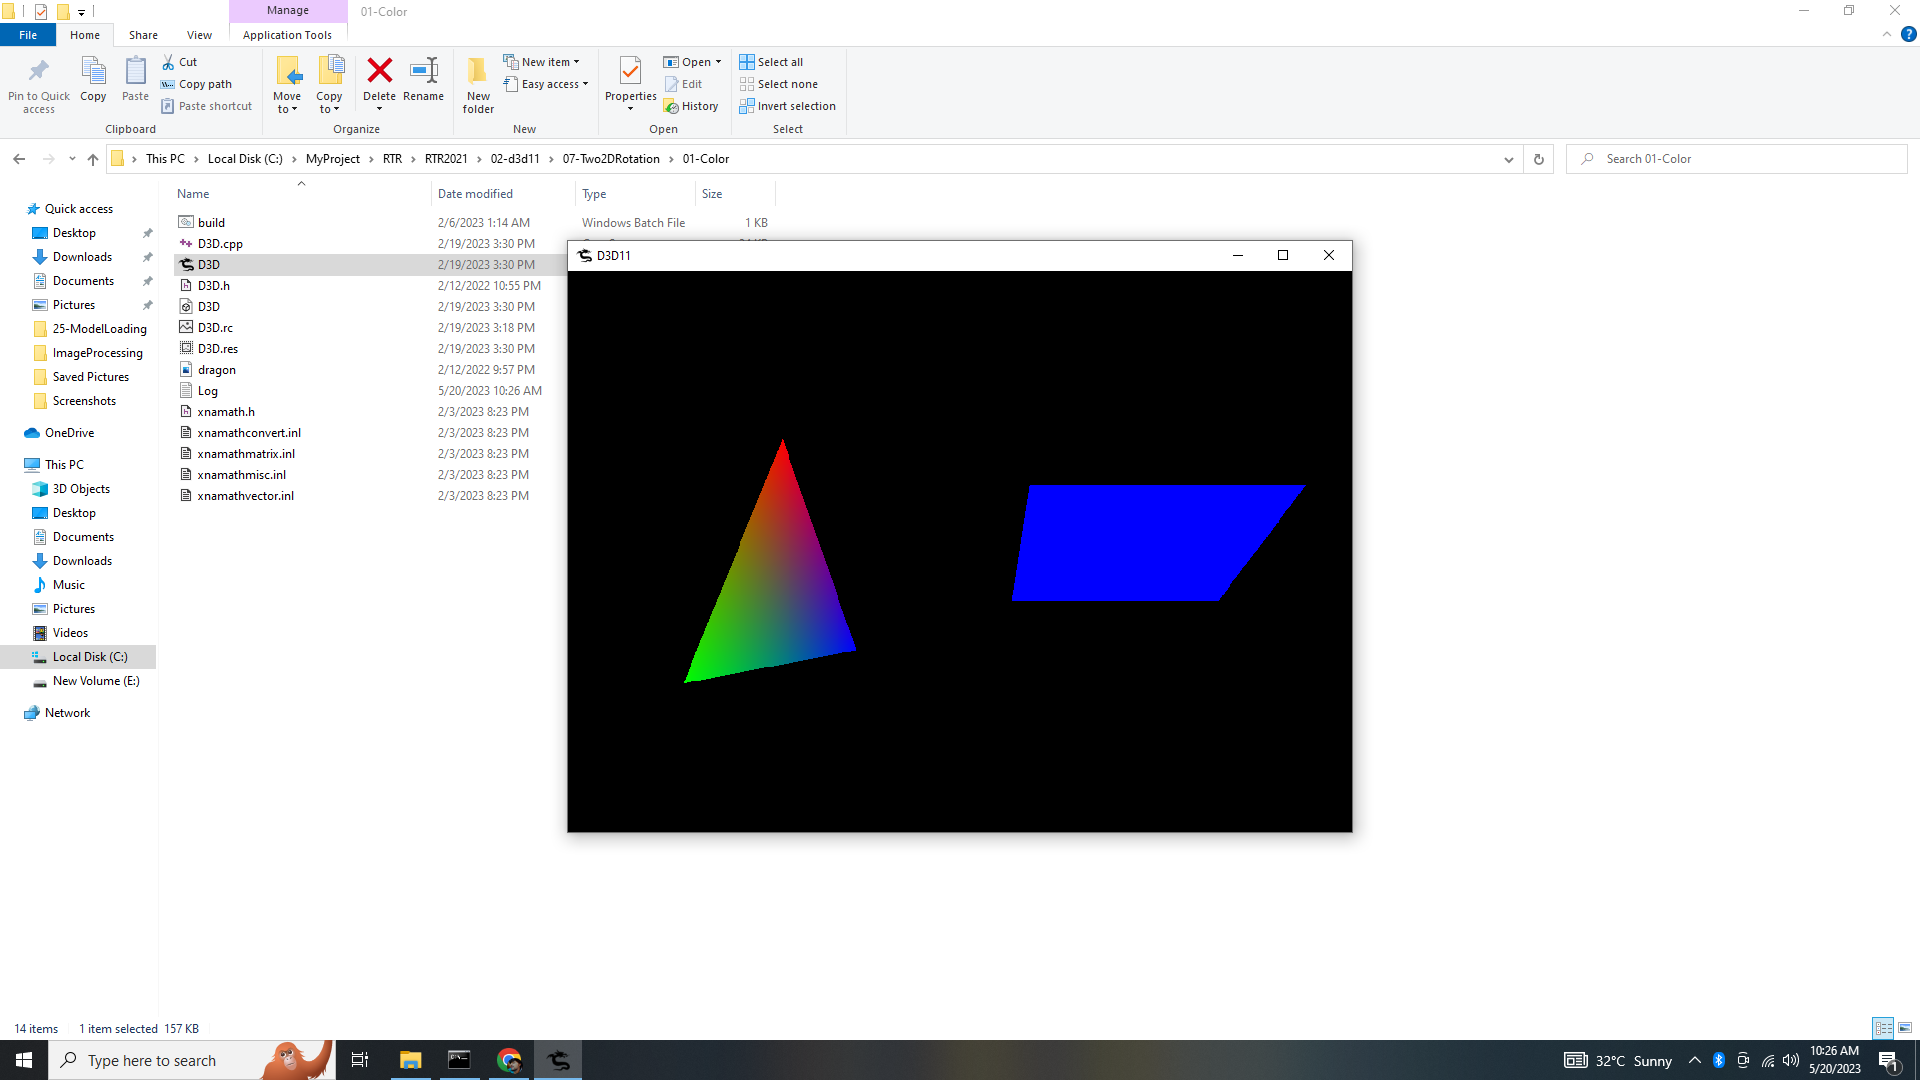 Manage
01-Color
File
Home
Share
View
Application Tools
Pin to Quick access
Copy
Paste
Cut
Copy path
Paste shortcut
Clipboard
Move to
Copy to
Delete
Rename
Organize
New folder
New item
Easy access
New
Properties
Open
Edit
History
Open
Select all
Select none
Invert selection
Select
This PC > Local Disk (C:) > MyProject > RTR > RTR2021 > 02-d3d11 > 07-Two2DRotation > 01-Color
Search 01-Color
Name Date modified Type Size
build 2/6/2023 1:14 AM Windows Batch File 1 KB
D3D.cpp 2/19/2023 3:30 PM
D3D 2/19/2023 3:30 PM
D3D.h 2/12/2022 10:55 PM
D3D 2/19/2023 3:30 PM
D3D.rc 2/19/2023 3:18 PM
D3D.res 2/19/2023 3:30 PM
dragon 2/12/2022 9:57 PM
Log 5/20/2023 10:26 AM
xnamath.h 2/3/2023 8:23 PM
xnamathconvert.inl 2/3/2023 8:23 PM
xnamathmatrix.inl 2/3/2023 8:23 PM
xnamathmisc.inl 2/3/2023 8:23 PM
xnamathvector.inl 2/3/2023 8:23 PM
Quick access
Desktop
Downloads
Documents
Pictures
25-ModelLoading
ImageProcessing
Saved Pictures
Screenshots
OneDrive
This PC
3D Objects
Desktop
Documents
Downloads
Music
Pictures
Videos
Local Disk (C:)
New Volume (E:)
Network
D3D11
14 items 1 item selected 157 KB
Type here to search
32°C Sunny
10:26 AM
5/20/2023
1